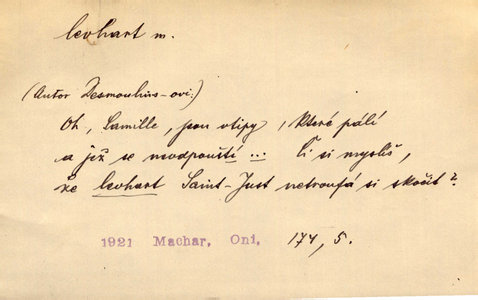 levhart m.
(Autor Desmoulins-ovi:)
Oh, Camille, jsou vtipy, které pálí
a jež se neodpouští ... Či si myslíš,
že levhart Saint-Just netroufá si skočit?
1921 Machar, Oni, 174, 5.